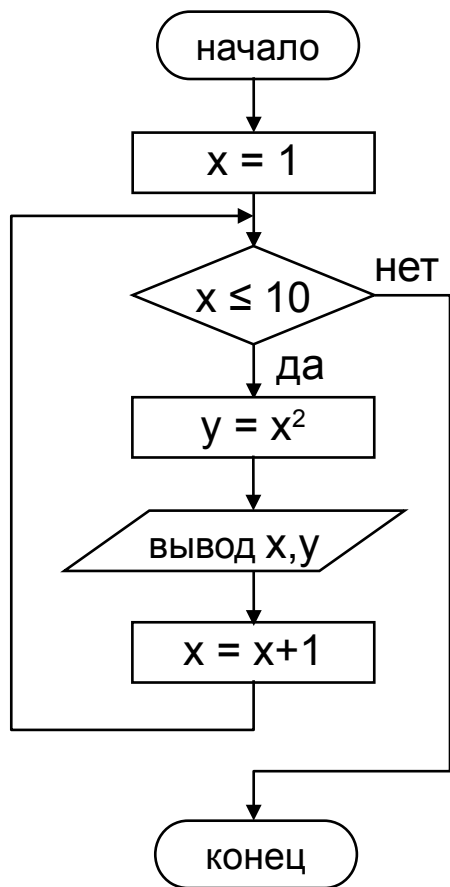 начало
x = 1
x ≤ 10
нет
да
y = x²
вывод x,y
x = x+1
конец